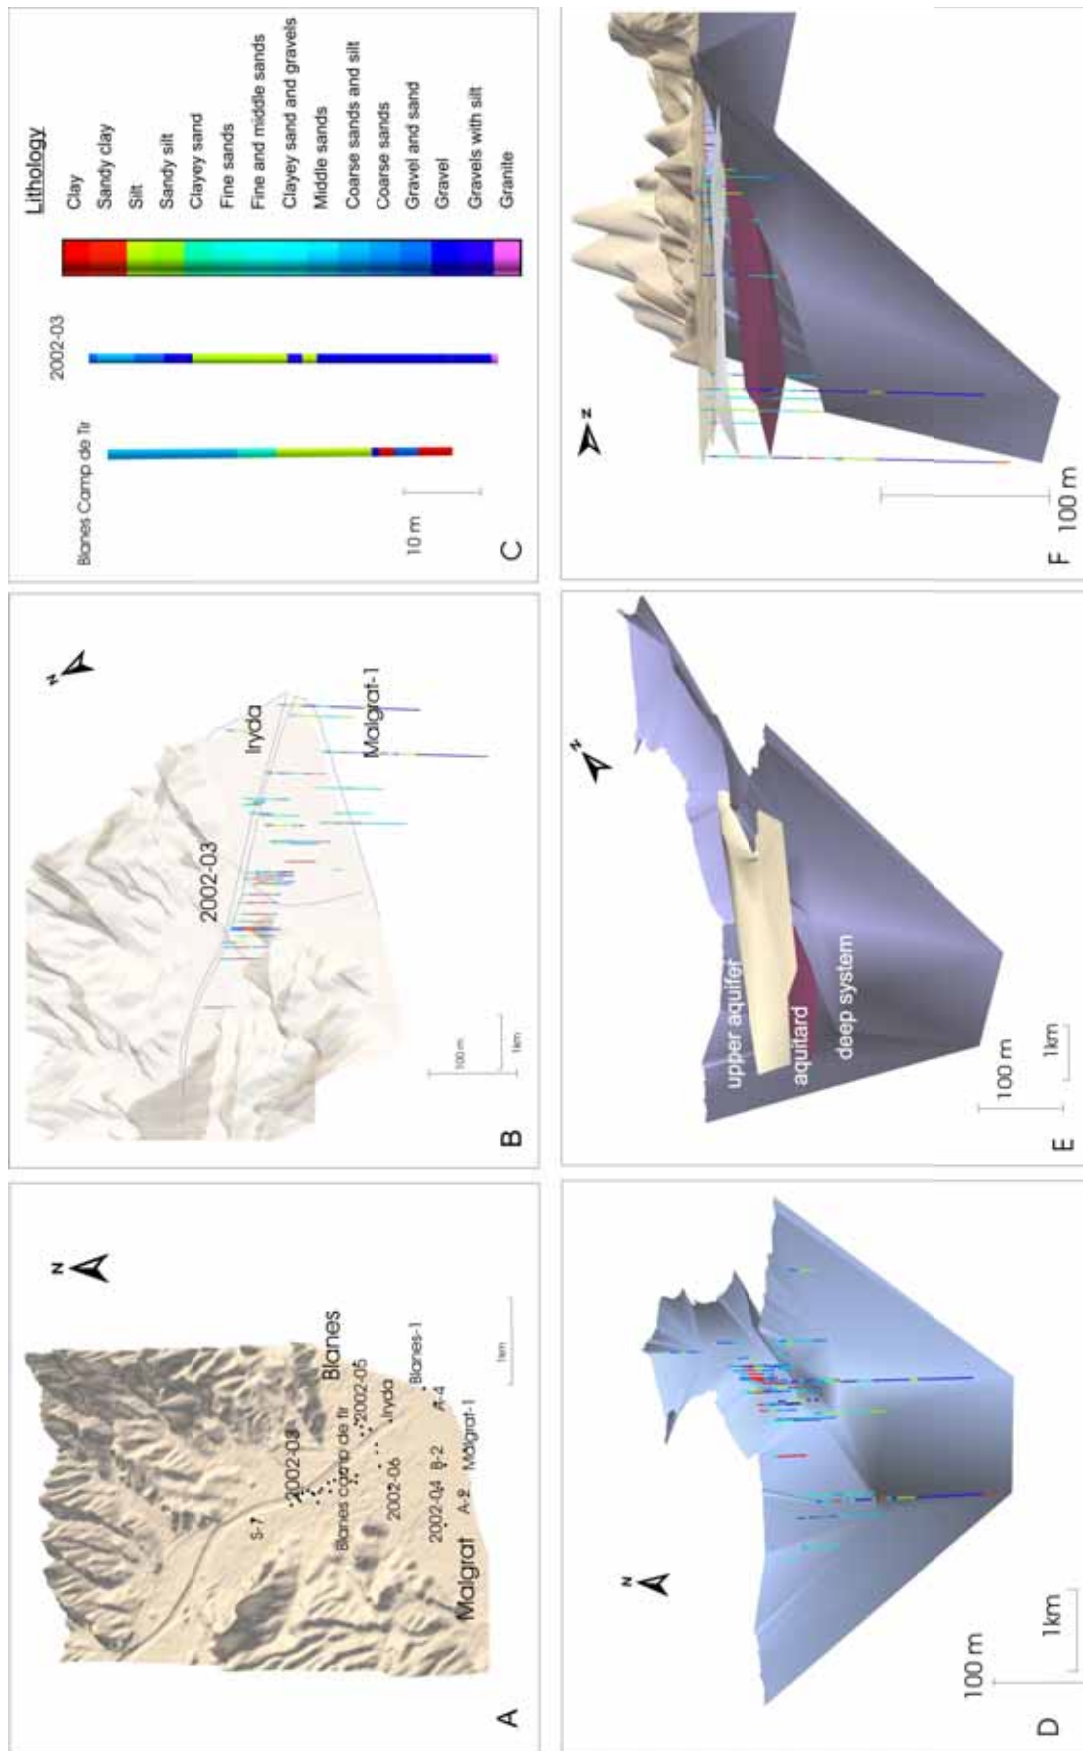 A
N
S-7
2002-03
Blanes
Blanes camp de tir
2002-05
Iryda
Blanes-1
2002-06
2002-04
B-2
A-4
A-2
Malgrat-1
Malgrat
1km
B
N
2002-03
Iryda
Malgrat-1
100 m
1km
C
Blanes Camp de Tir
2002-03
10 m
Lithology
Clay
Sandy clay
Silt
Sandy silt
Clayey sand
Fine sands
Fine and middle sands
Clayey sand and gravels
Middle sands
Coarse sands and silt
Coarse sands
Gravel and sand
Gravel
Gravels with silt
Granite
D
N
100 m
1km
E
N
upper aquifer
aquitard
deep system
100 m
1km
F
N
100 m